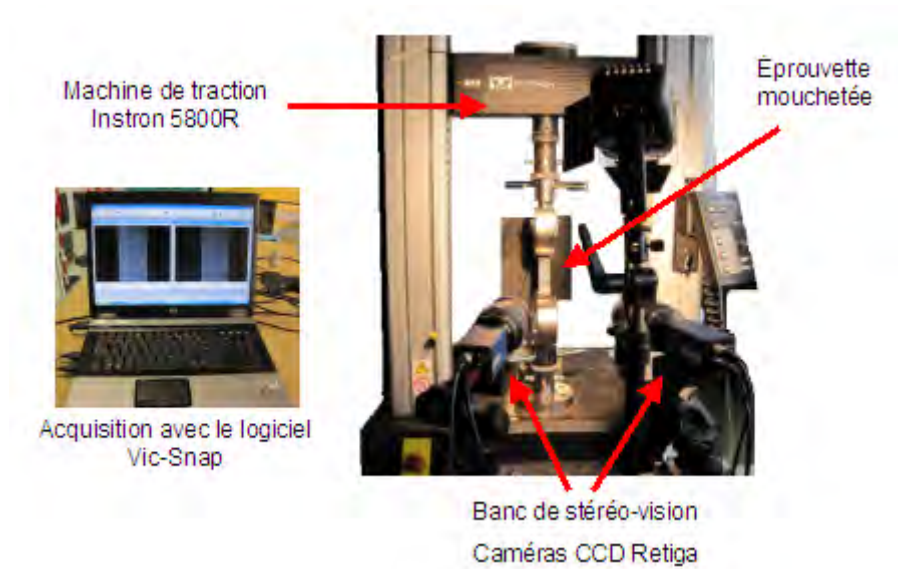 Machine de traction
Instron 5800R
Éprouvette
mouchetée
Acquisition avec le logiciel
Vic-Snap
Banc de stéréo-vision
Caméras CCD Retiga